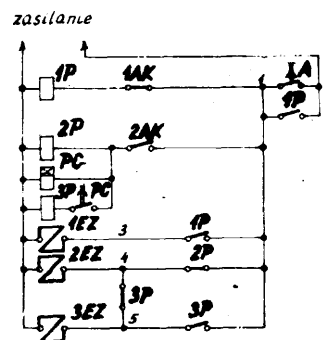 zasilanie
1P 1AK 1 A
1P
2P 2AK
PC
3P PC
1EZ 3 1P
2EZ 4 2P
3P
3EZ 5 3P